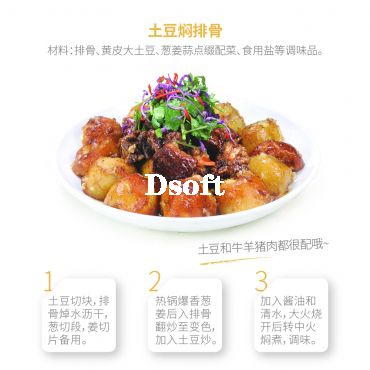 土豆焖排骨
材料：排骨、黄皮大土豆、葱姜蒜点缀配菜、食用盐等调味品。
Dsoft
土豆和牛羊猪肉都很配哦~
1
土豆切块，排
骨焯水沥干，
葱切段，姜切
片备用。
2
热锅爆香葱
姜后入排骨
翻炒至变色，
加入土豆炒。
3
加入酱油和
清水，大火烧
开后转中火
焖煮，调味。